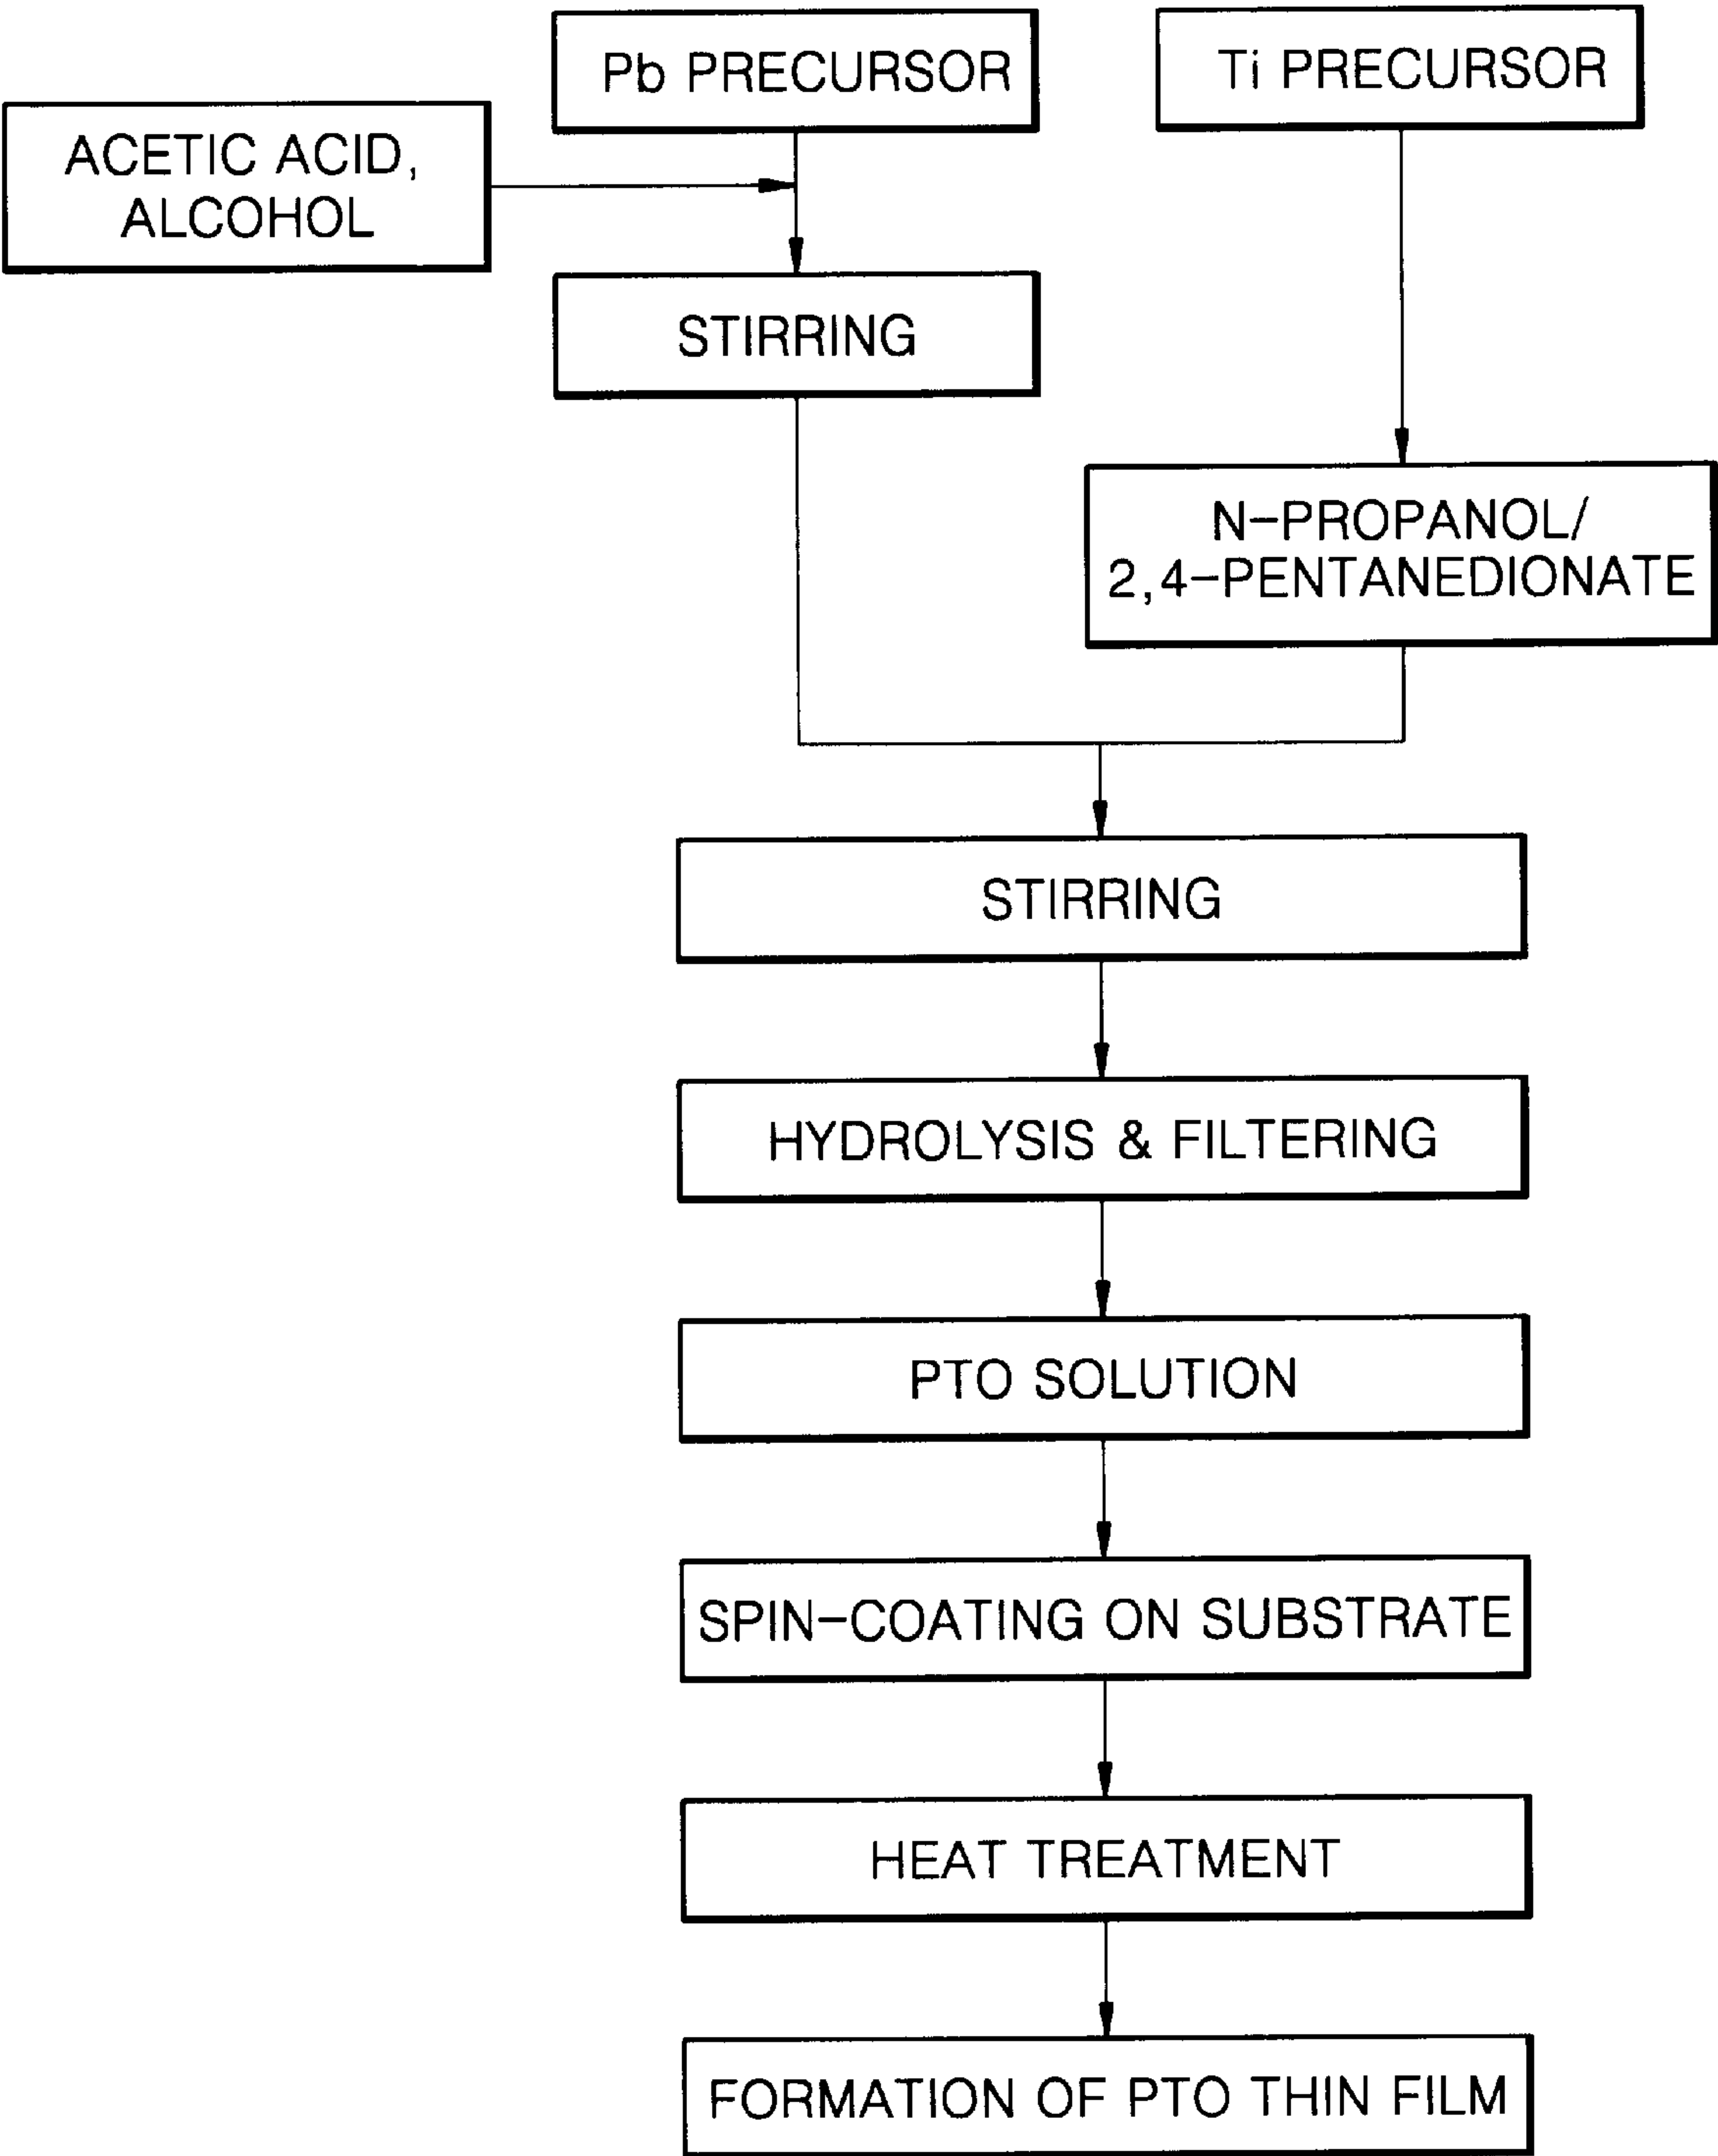 Pb PRECURSOR
Ti PRECURSOR
ACETIC ACID,
ALCOHOL
STIRRING
N-PROPANOL/
2,4-PENTANEDIONATE
STIRRING
HYDROLYSIS & FILTERING
PTO SOLUTION
SPIN-COATING ON SUBSTRATE
HEAT TREATMENT
FORMATION OF PTO THIN FILM